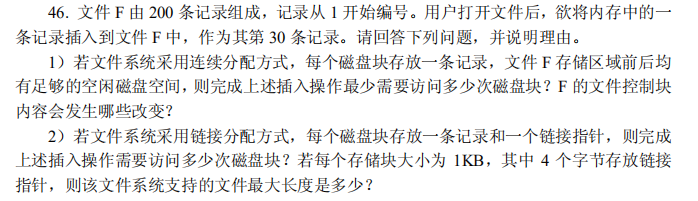 46．文件 F 由 200 条记录组成，记录从 1 开始编号。用户打开文件后，欲将内存中的一
条记录插入到文件 F 中，作为其第 30 条记录。请回答下列问题，并说明理由。
1）若文件系统采用连续分配方式，每个磁盘块存放一条记录，文件 F 存储区域前后均
有足够的空闲磁盘空间，则完成上述插入操作最少需要访问多少次磁盘块？F 的文件控制块
内容会发生哪些改变？
2）若文件系统采用链接分配方式，每个磁盘块存放一条记录和一个链接指针，则完成
上述插入操作需要访问多少次磁盘块？若每个存储块大小为 1KB，其中 4 个字节存放链接
指针，则该文件系统支持的文件最大长度是多少？